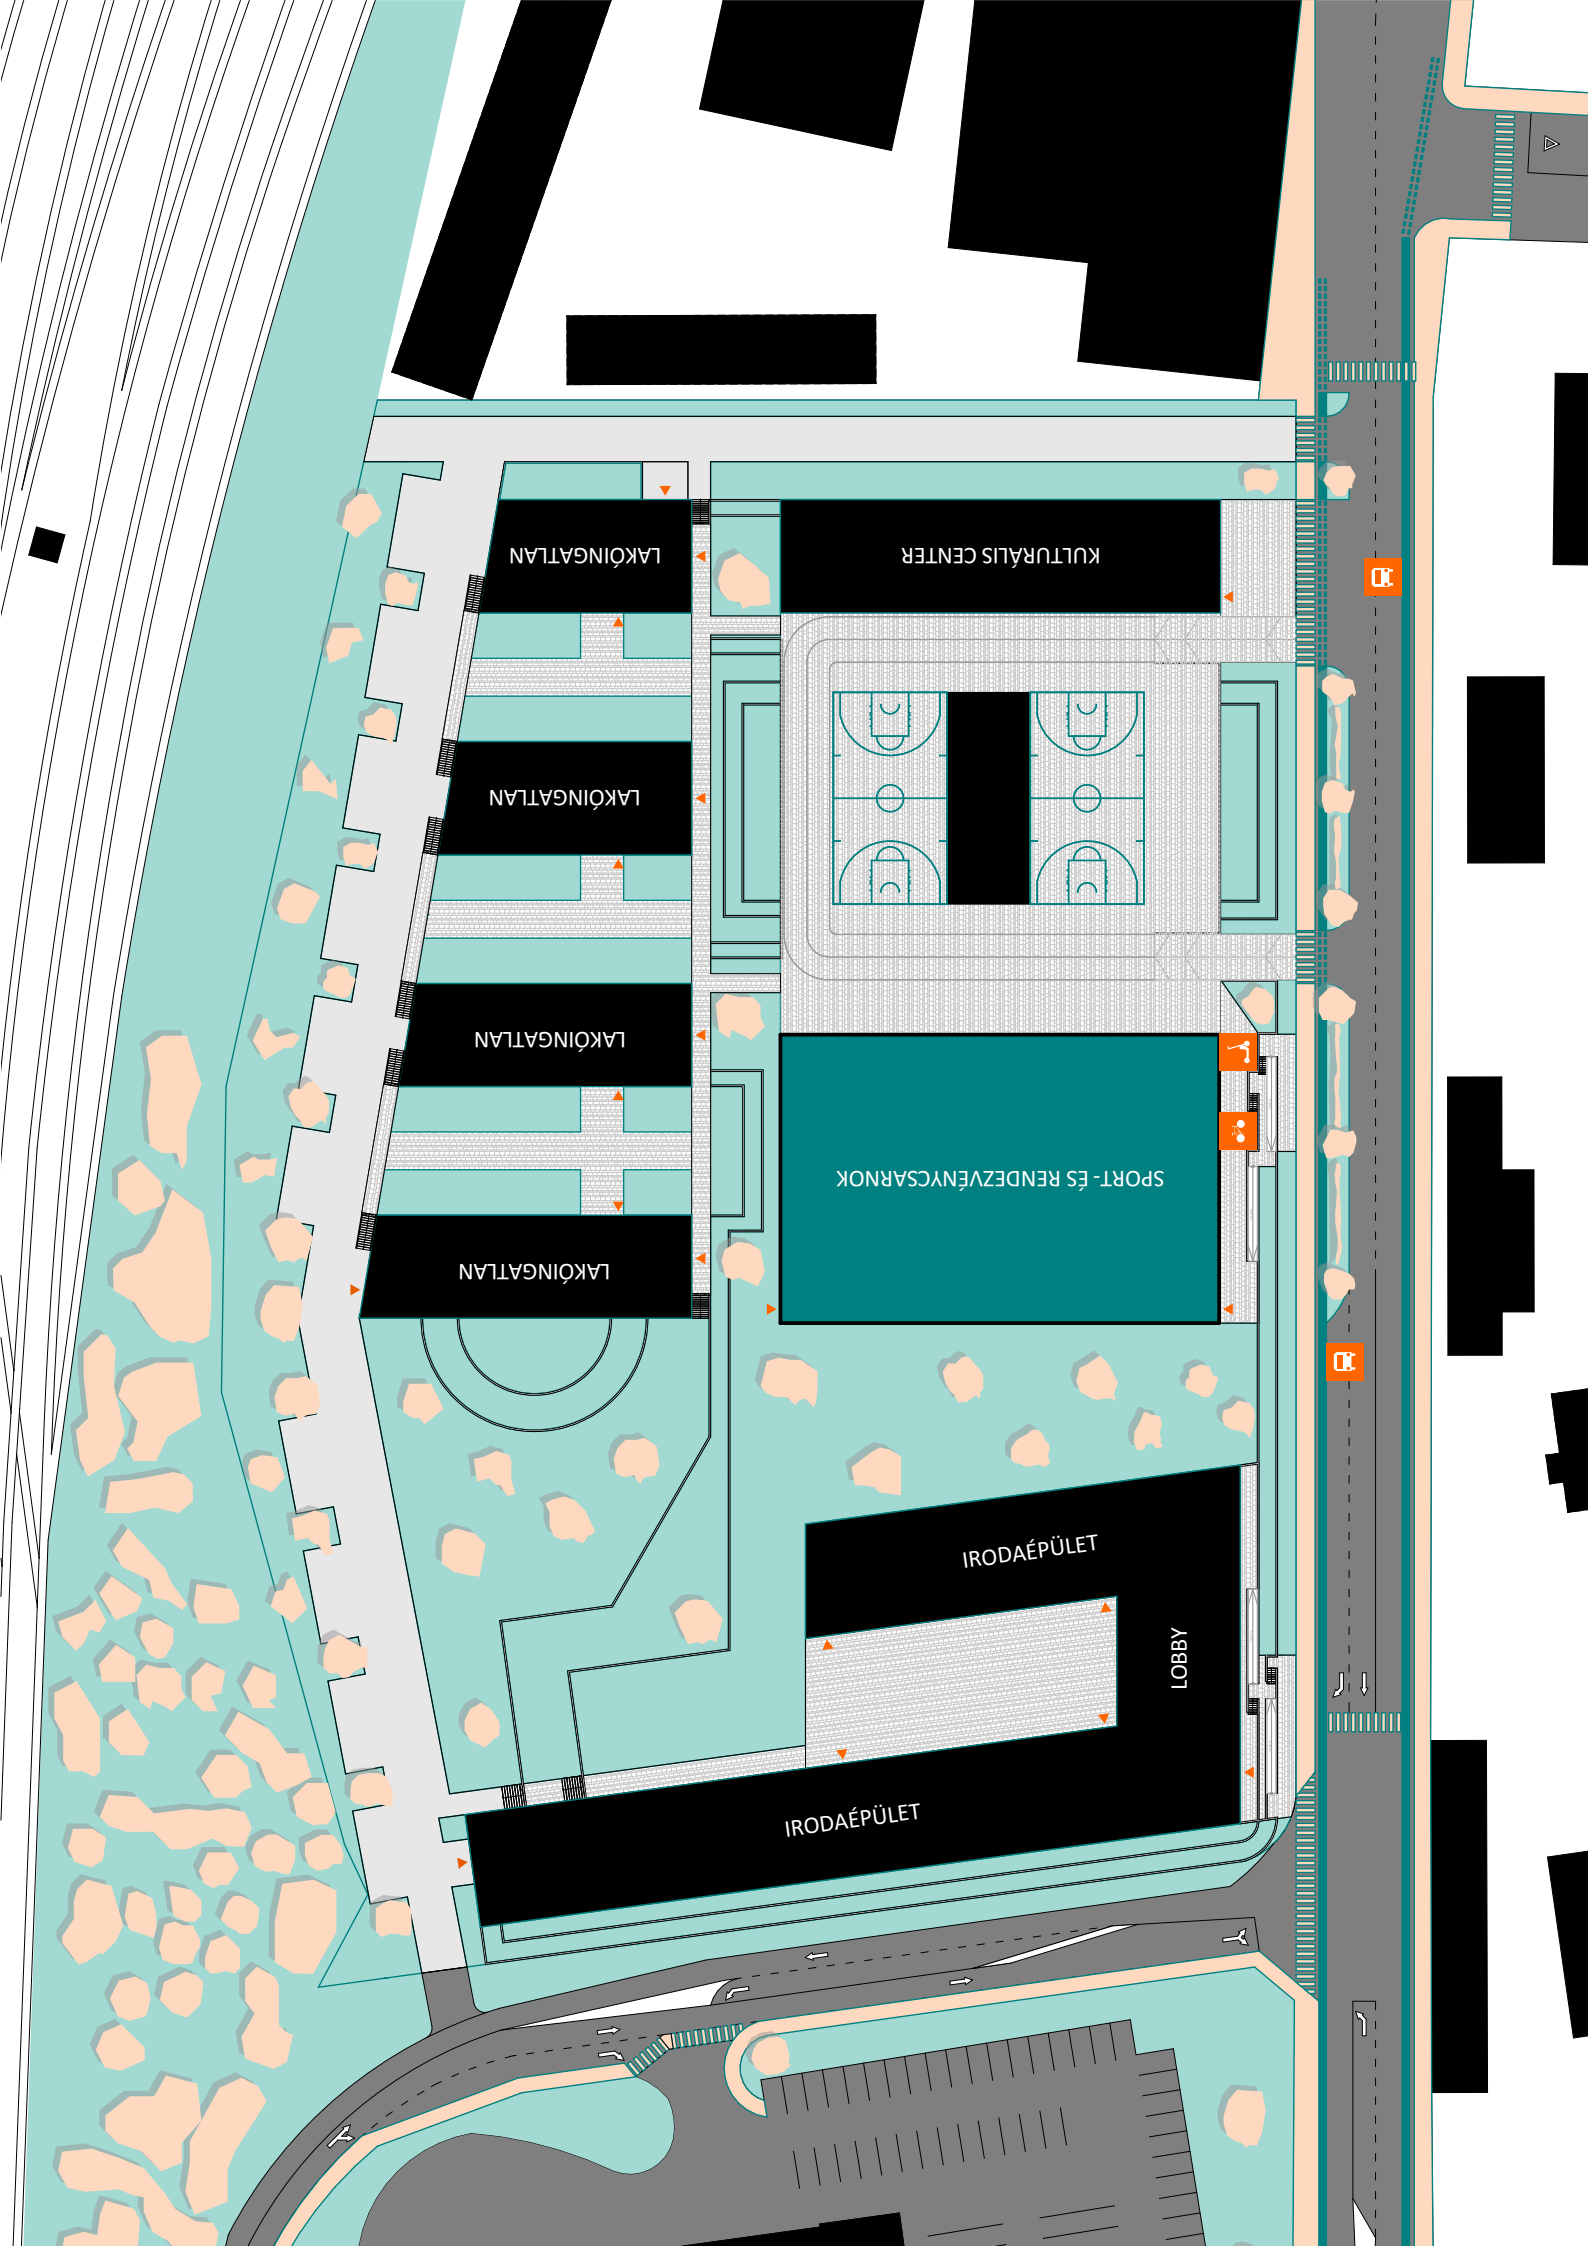 LAKÓINGATLAN
KULTURÁLIS CENTER
LAKÓINGATLAN
LAKÓINGATLAN
SPORT- ÉS RENDEZVÉNYCSARNOK
LAKÓINGATLAN
IRODAÉPÜLET
LOBBY
IRODAÉPÜLET